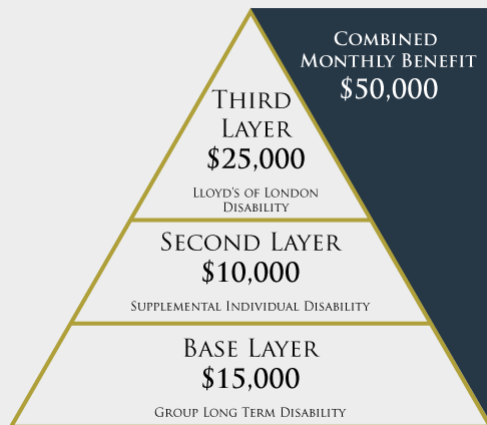 Combined
Monthly Benefit
$50,000
Third
Layer
$25,000
Lloyd's of London
Disability
Second Layer
$10,000
Supplemental Individual Disability
Base Layer
$15,000
Group Long Term Disability